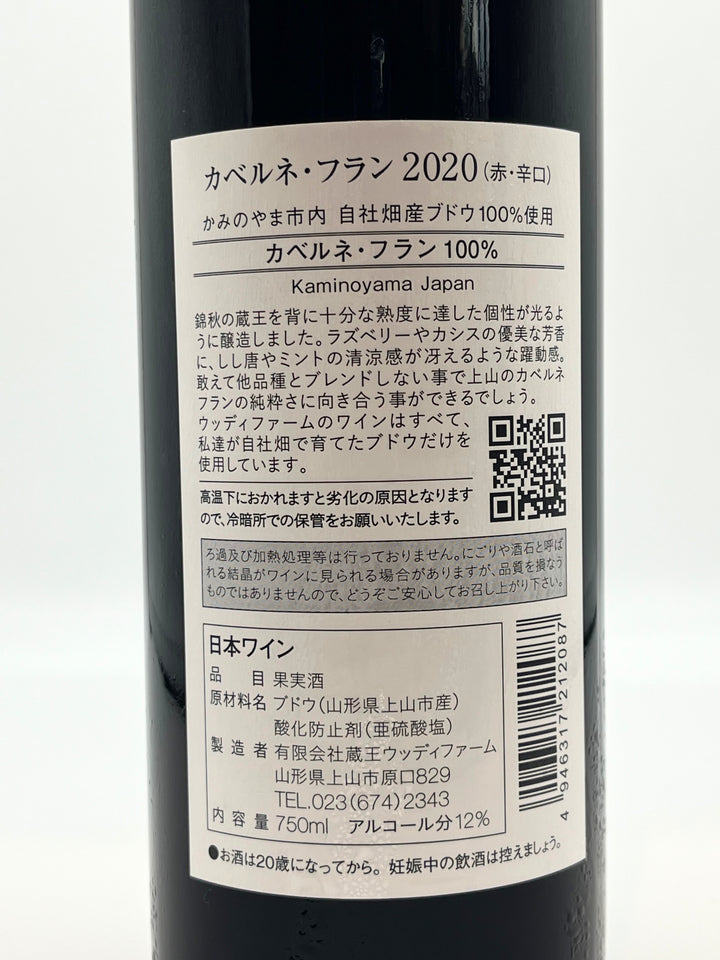 カベルネ・フラン 2020(赤・辛口)
かみのやま市内 自社畑産ブドウ100%使用
カベルネ・フラン 100%
Kaminoyama Japan
錦秋の蔵王を背に十分な熟度に達した個性が光るよ
うに醸造しました。ラズベリーやカシスの優美な芳香
に、しし唐やミントの清涼感が冴えるような躍動感。
敢えて他品種とブレンドしない事で上山のカベルネ
フランの純粋さに向き合う事ができるでしょう。
ウッディファームのワインはすべて、
私達が自社畑で育てたブドウだけを
使用しています。
高温下におかれますと劣化の原因となります
ので、冷暗所での保管をお願いいたします。
ろ過及び加熱処理等は行っておりません。にごりや酒石と呼ば
れる結晶がワインに見られる場合がありますが、品質を損なう
ものではありませんので、どうぞご安心してお召し上がり下さい。
日本ワイン
品目 果実酒
原材料名 ブドウ(山形県上山市産)
酸化防止剤(亜硫酸塩)
製造者 有限会社蔵王ウッディファーム
山形県上山市原口829
TEL.023(674)2343
内容量 750ml アルコール分12%
4 946317 212087
●お酒は20歳になってから。妊娠中の飲酒は控えましょう。